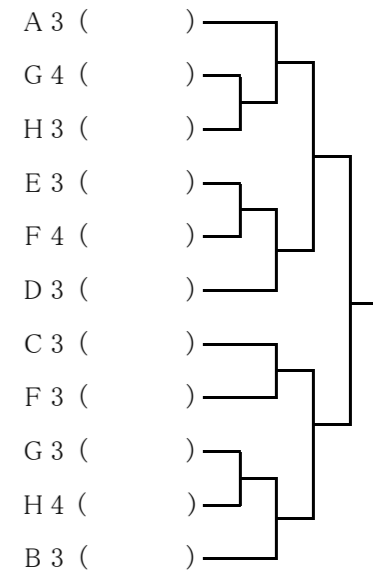 A 3 (          )
G 4 (          )
H 3 (          )
E 3 (          )
F 4 (          )
D 3 (          )
C 3 (          )
F 3 (          )
G 3 (          )
H 4 (          )
B 3 (          )